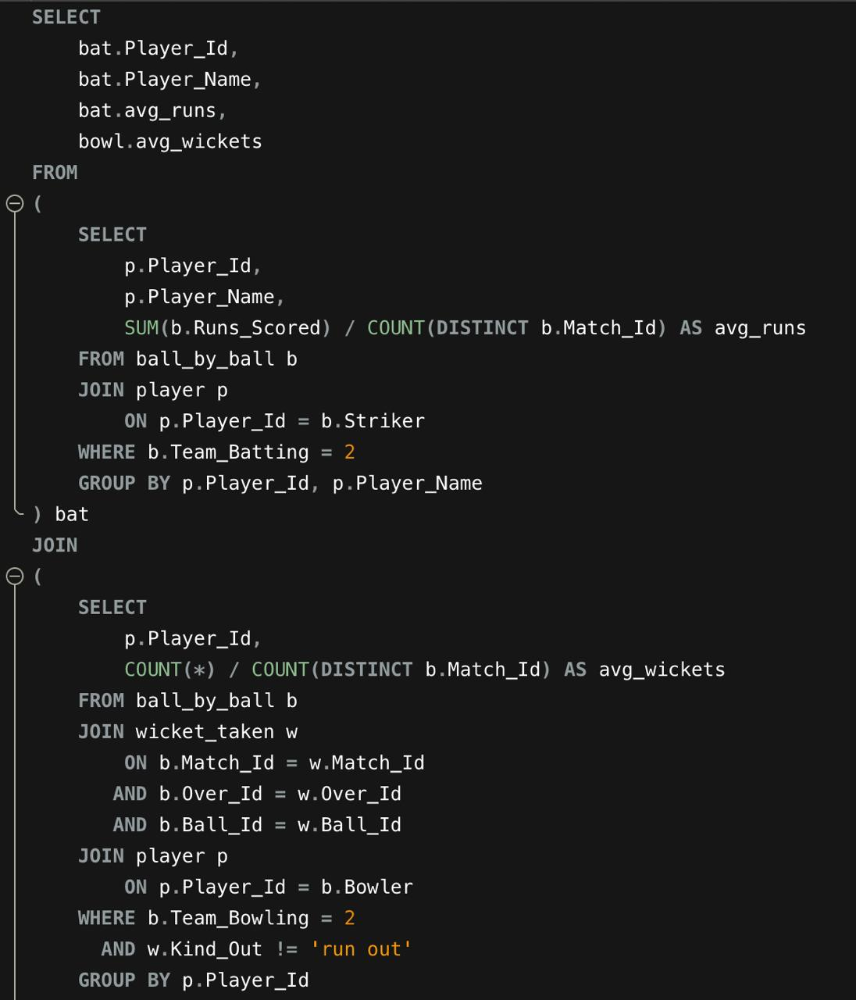 SELECT
    bat.Player_Id,
    bat.Player_Name,
    bat.avg_runs,
    bowl.avg_wickets
FROM
(
    SELECT
        p.Player_Id,
        p.Player_Name,
        SUM(b.Runs_Scored) / COUNT(DISTINCT b.Match_Id) AS avg_runs
    FROM ball_by_ball b
    JOIN player p
        ON p.Player_Id = b.Striker
    WHERE b.Team_Batting = 2
    GROUP BY p.Player_Id, p.Player_Name
) bat
JOIN
(
    SELECT
        p.Player_Id,
        COUNT(*) / COUNT(DISTINCT b.Match_Id) AS avg_wickets
    FROM ball_by_ball b
    JOIN wicket_taken w
        ON b.Match_Id = w.Match_Id
       AND b.Over_Id = w.Over_Id
       AND b.Ball_Id = w.Ball_Id
    JOIN player p
        ON p.Player_Id = b.Bowler
    WHERE b.Team_Bowling = 2
      AND w.Kind_Out != 'run out'
    GROUP BY p.Player_Id